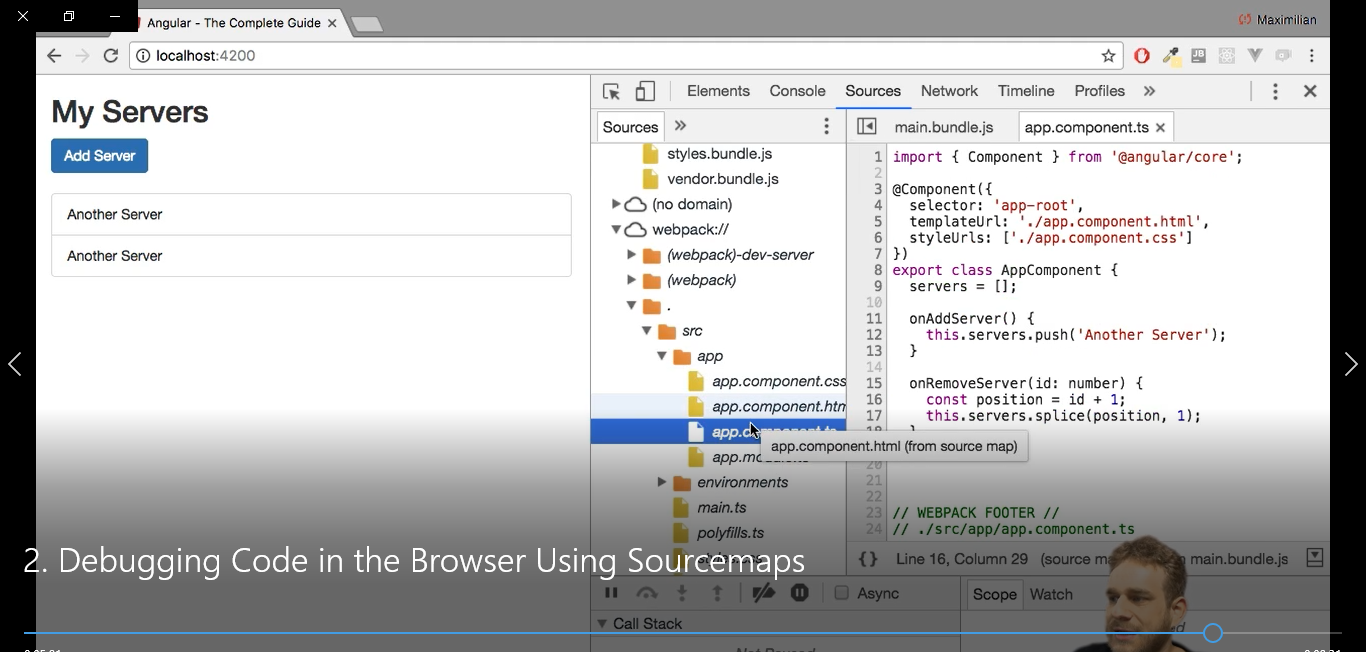 Angular - The Complete Guide
Maximilian
localhost:4200
My Servers
Add Server
Another Server
Another Server
Elements Console Sources Network Timeline Profiles »
Sources »
main.bundle.js app.component.ts
styles.bundle.js
vendor.bundle.js
(no domain)
webpack://
(webpack)-dev-server
(webpack)
.
src
app
app.component.css
app.component.htm
app.component.ts
environments
main.ts
polyfills.ts
1 import { Component } from '@angular/core';
2
3 @Component({
4 selector: 'app-root',
5 templateUrl: './app.component.html',
6 styleUrls: ['./app.component.css']
7 })
8 export class AppComponent {
9 servers = [];
10
11 onAddServer() {
12 this.servers.push('Another Server');
13 }
14
15 onRemoveServer(id: number) {
16 const position = id + 1;
17 this.servers.splice(position, 1);
18 }
app.component.html (from source map)
20
21
22
23 // WEBPACK FOOTER //
24 // ./src/app/app.component.ts
2. Debugging Code in the Browser Using Sourcemaps
{} Line 16, Column 29 (source ma main.bundle.js
Async
Scope Watch
Call Stack
Not Paused